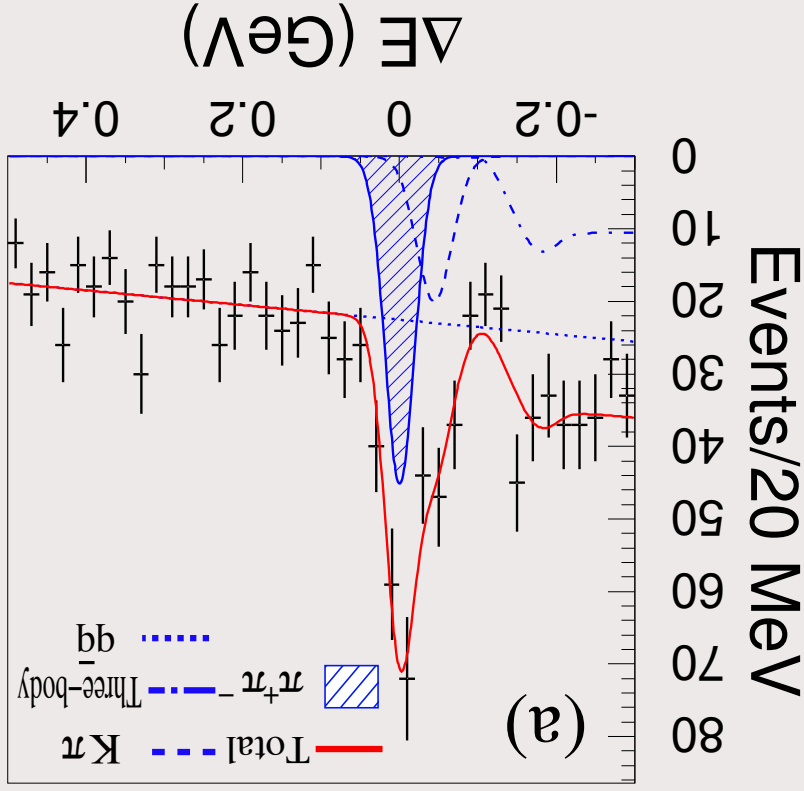 Events/20 MeV
80
70
60
50
40
30
20
10
0
(a)
Total Kπ
π⁺π⁻ Three-body
qq̄
-0.2 0 0.2 0.4
ΔE (GeV)